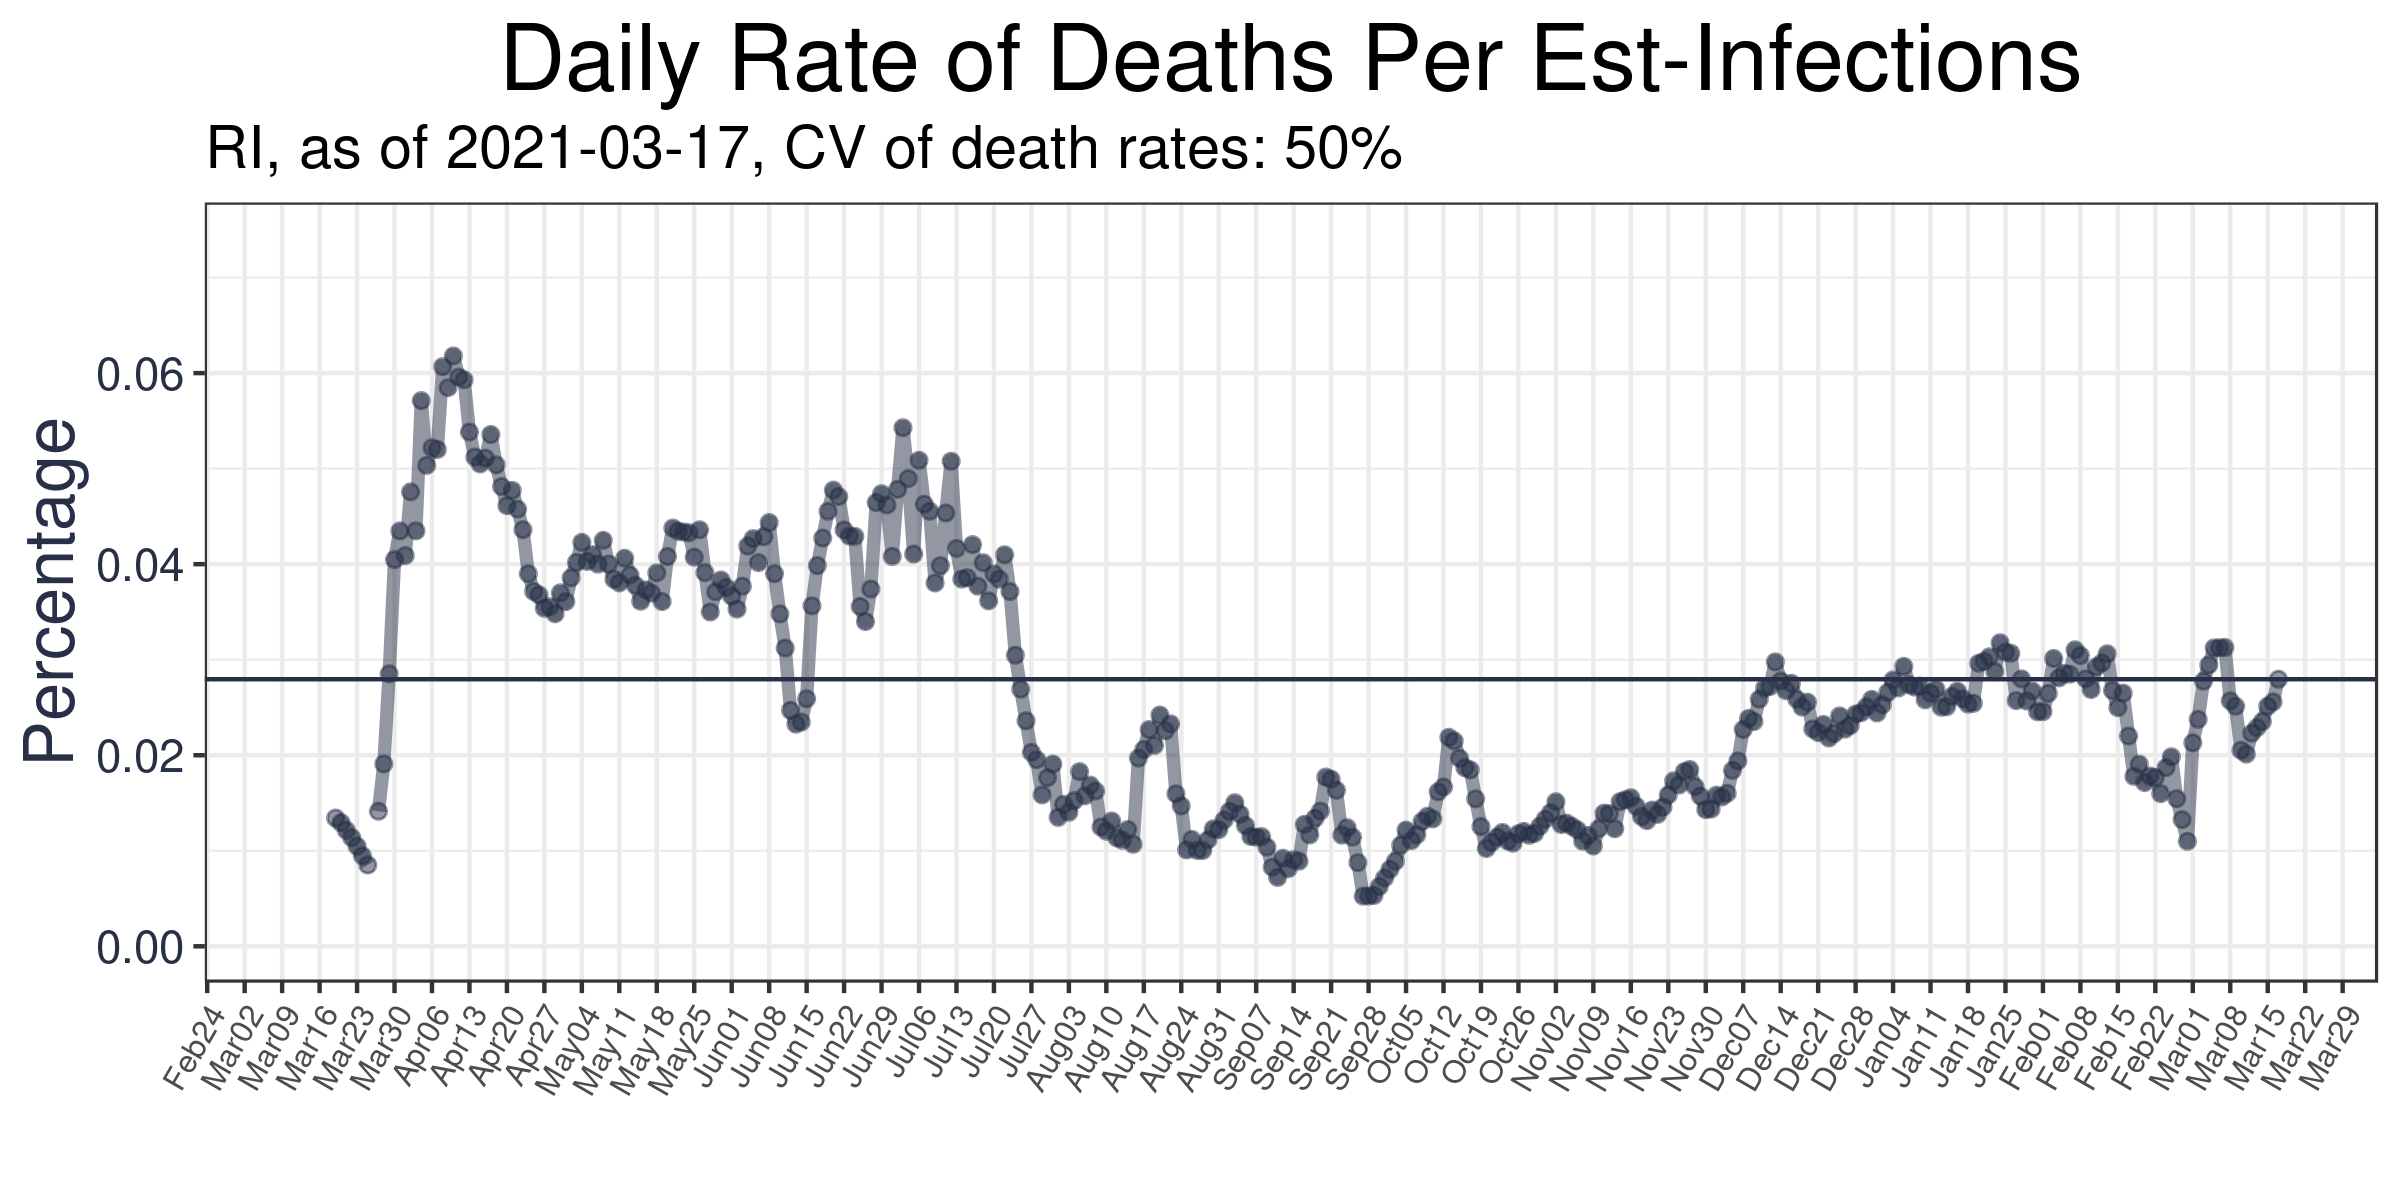 Daily Rate of Deaths Per Est-Infections
RI, as of 2021-03-17, CV of death rates: 50%
Percentage
0.06
0.04
0.02
0.00
Feb24
Mar02
Mar09
Mar16
Mar23
Mar30
Apr06
Apr13
Apr20
Apr27
May04
May11
May18
May25
Jun01
Jun08
Jun15
Jun22
Jun29
Jul06
Jul13
Jul20
Jul27
Aug03
Aug10
Aug17
Aug24
Aug31
Sep07
Sep14
Sep21
Sep28
Oct05
Oct12
Oct19
Oct26
Nov02
Nov09
Nov16
Nov23
Nov30
Dec07
Dec14
Dec21
Dec28
Jan04
Jan11
Jan18
Jan25
Feb01
Feb08
Feb15
Feb22
Mar01
Mar08
Mar15
Mar22
Mar29